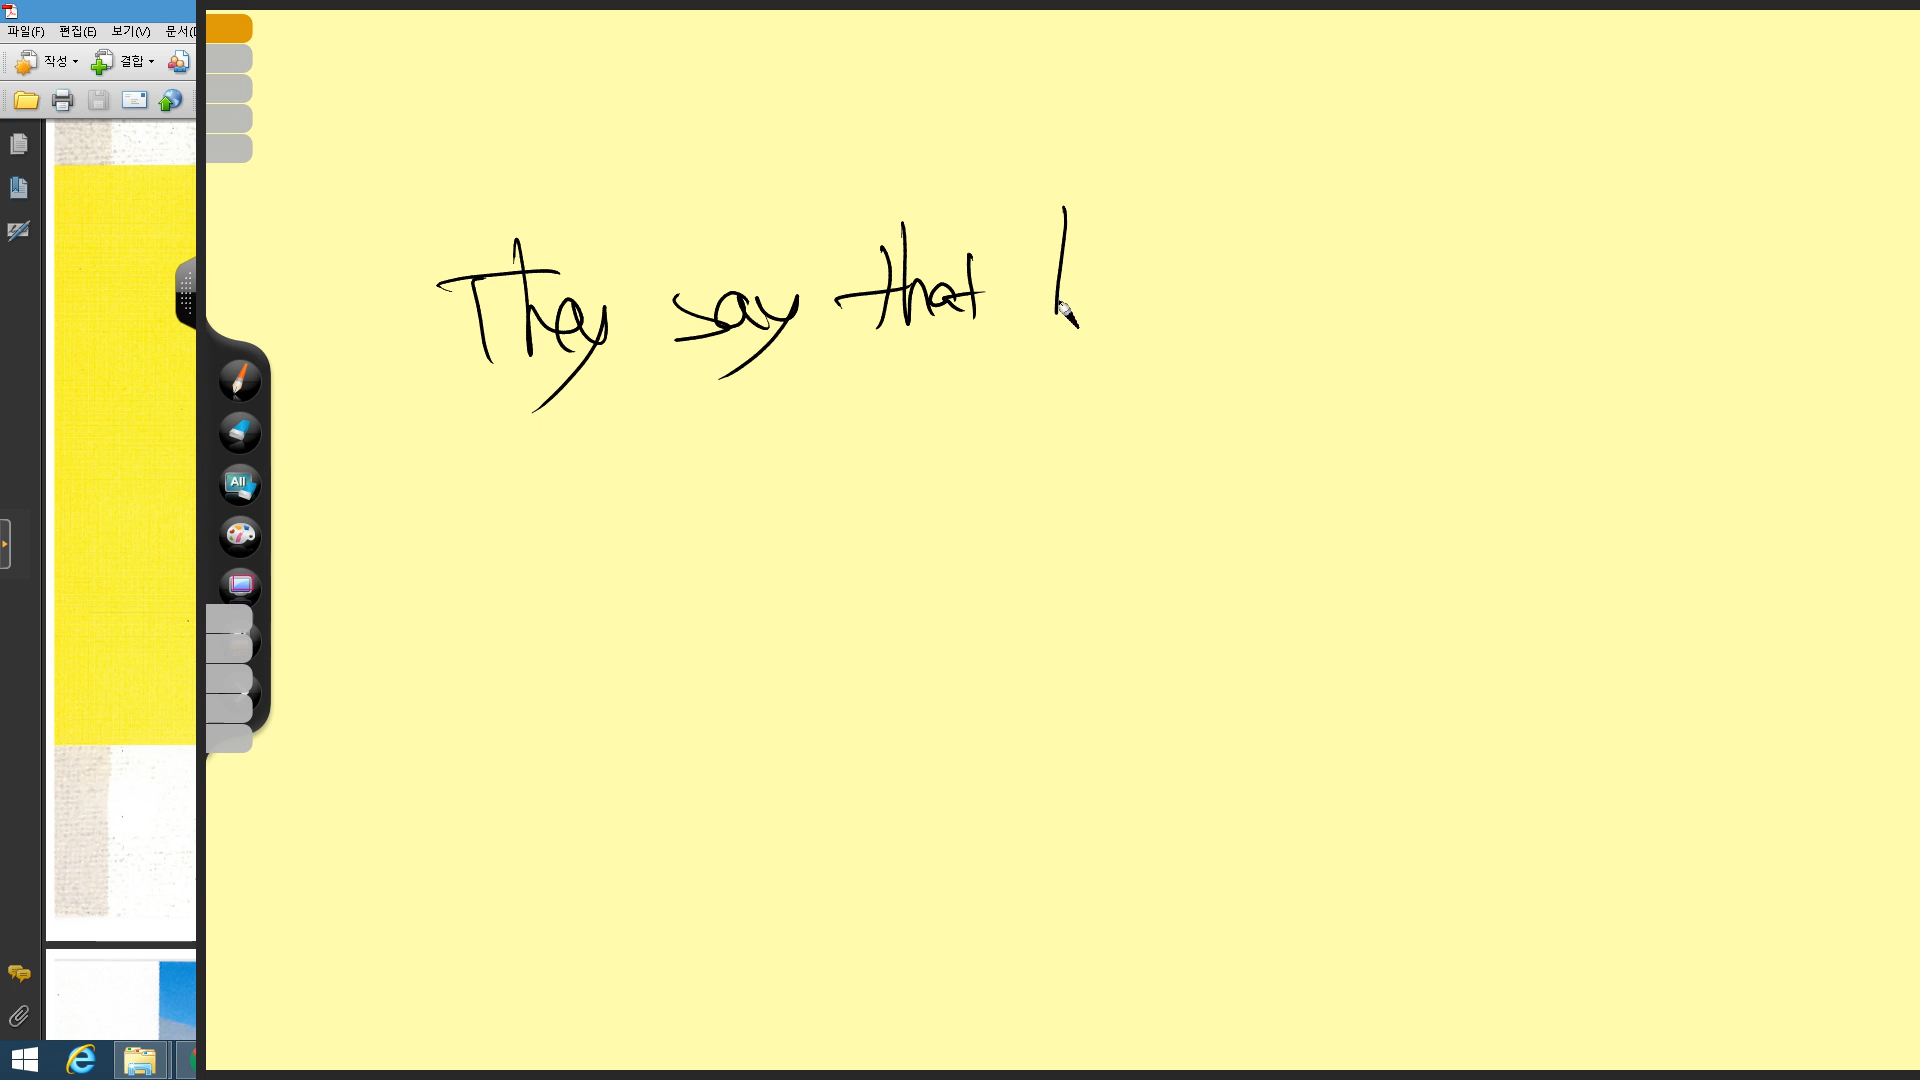 파일(F) 편집(E) 보기(V) 문서(D
작성 결합
They say that
All